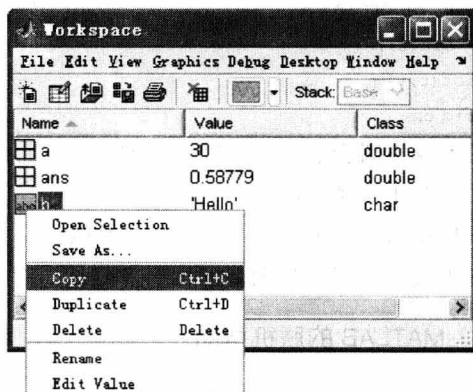 Workspace
File Edit View Graphics Debug Desktop Window Help
Stack: Base
Name Value Class
a 30 double
ans 0.58779 double
abc b 'Hello' char
Open Selection
Save As...
Copy Ctrl+C
Duplicate Ctrl+D
Delete Delete
Rename
Edit Value